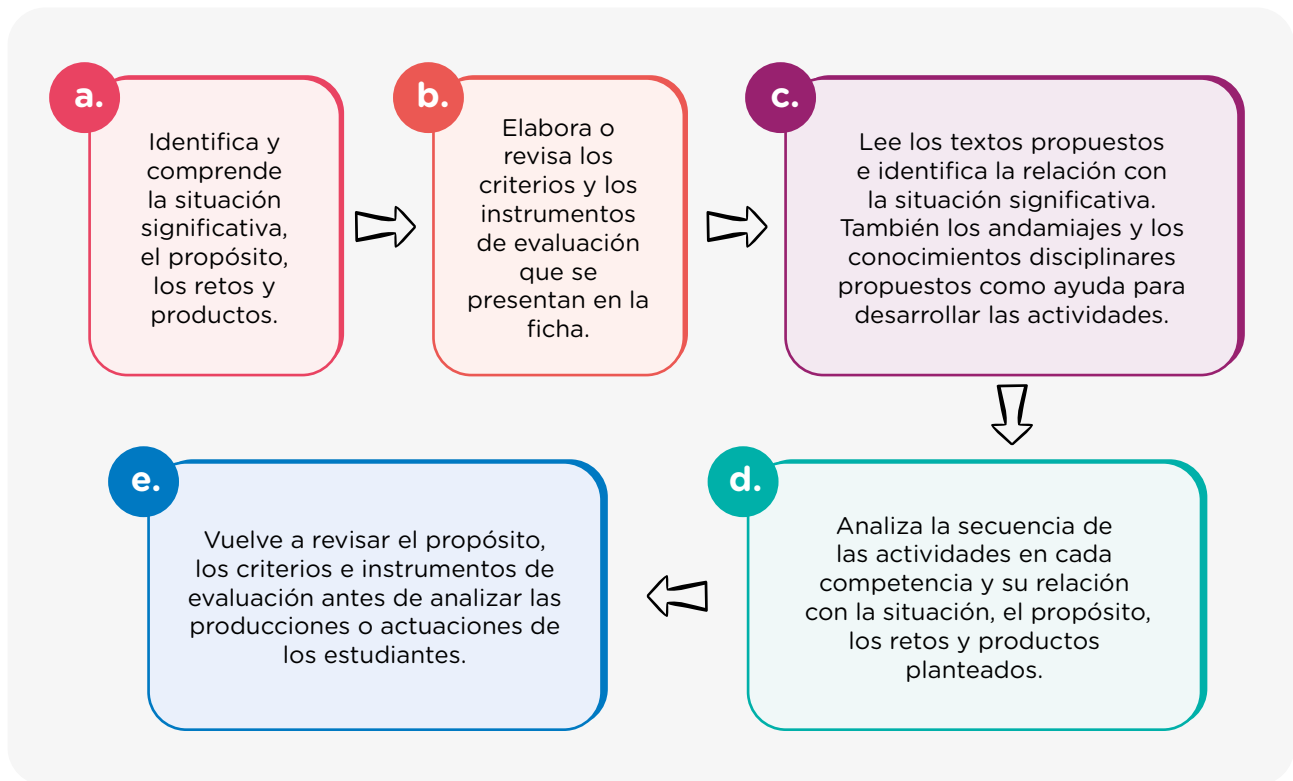 a.
Identifica y
comprende
la situación
significativa,
el propósito,
los retos y
productos.
b.
Elabora o
revisa los
criterios y los
instrumentos
de evaluación
que se
presentan en la
ficha.
c.
Lee los textos propuestos
e identifica la relación con
la situación significativa.
También los andamiajes y los
conocimientos disciplinares
propuestos como ayuda para
desarrollar las actividades.
d.
Analiza la secuencia de
las actividades en cada
competencia y su relación
con la situación, el propósito,
los retos y productos
planteados.
e.
Vuelve a revisar el propósito,
los criterios e instrumentos de
evaluación antes de analizar las
producciones o actuaciones de
los estudiantes.